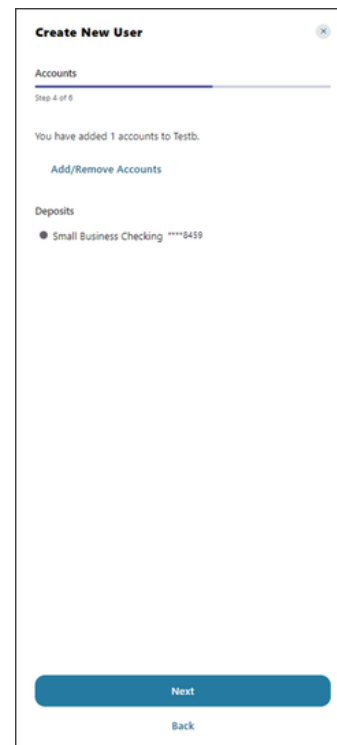 Create New User
Accounts
Step 4 of 6
You have added 1 accounts to Testb.
Add/Remove Accounts
Deposits
Small Business Checking ****8459
Next
Back